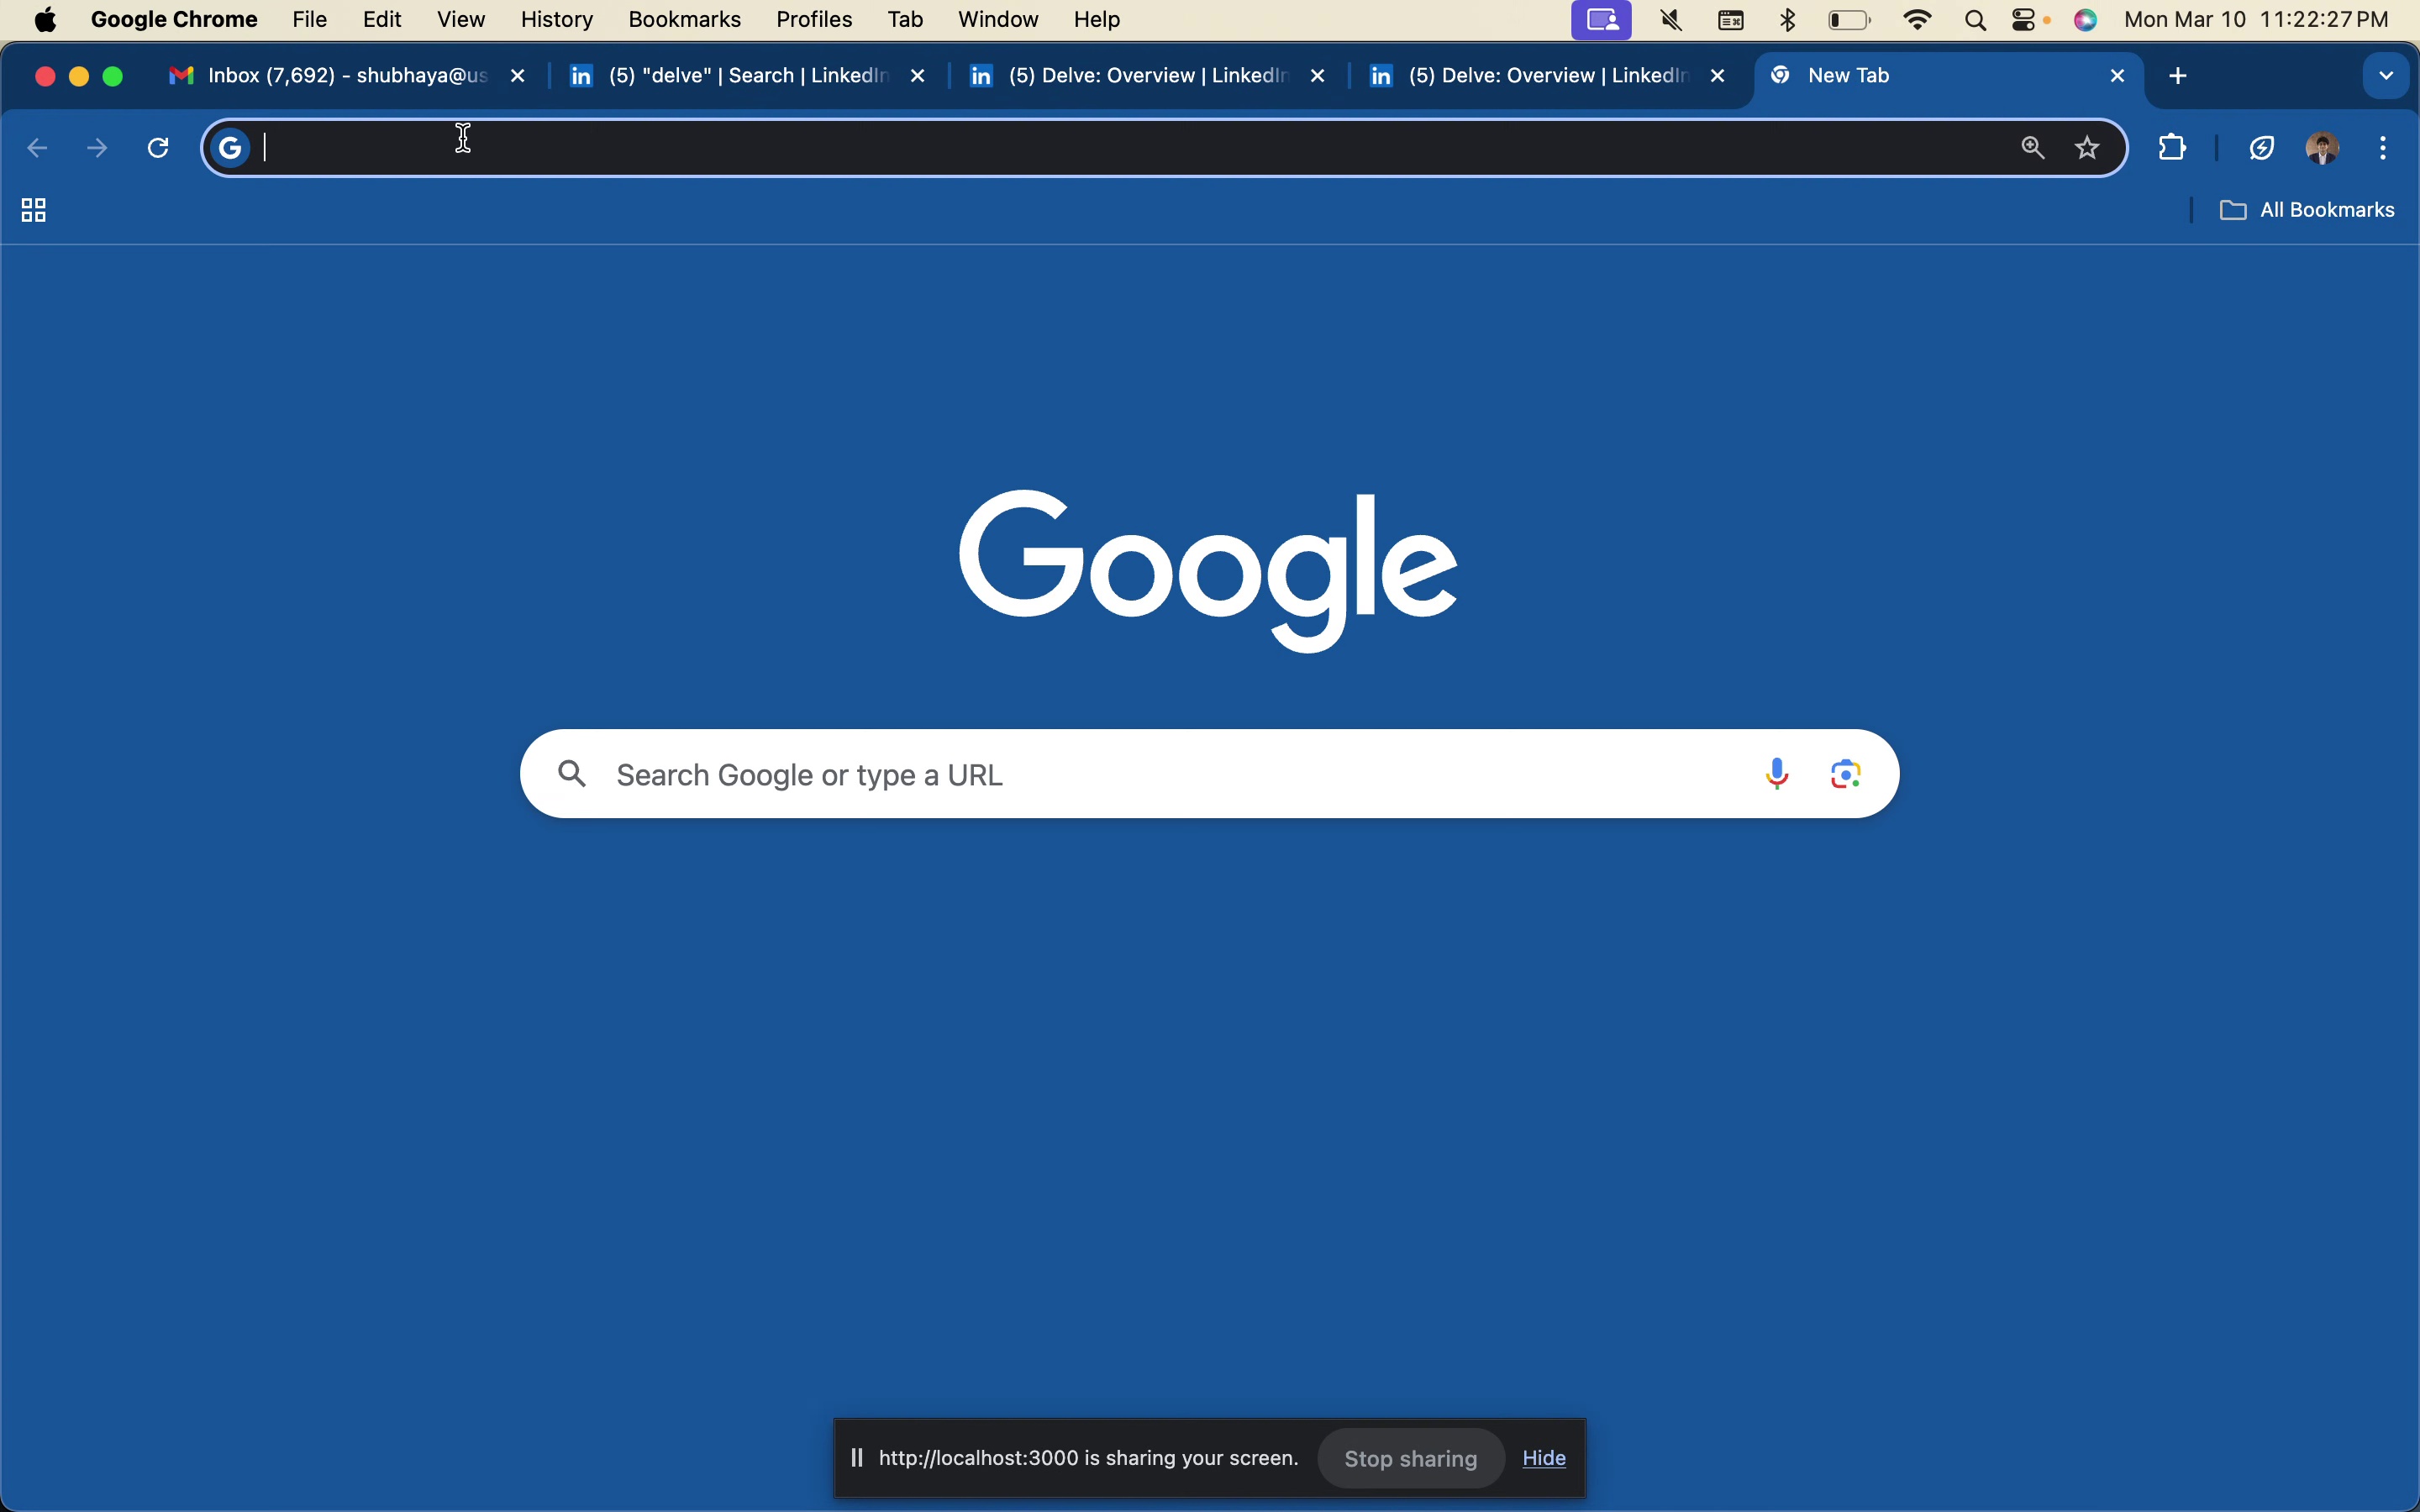 Google Chrome File Edit View History Bookmarks Profiles Tab Window Help Mon Mar 10 11:22:27 PM
Inbox (7,692) - shubhaya@us (5) "delve" | Search | LinkedIn (5) Delve: Overview | LinkedIn (5) Delve: Overview | LinkedIn New Tab
All Bookmarks
Google
Search Google or type a URL
http://localhost:3000 is sharing your screen. Stop sharing Hide